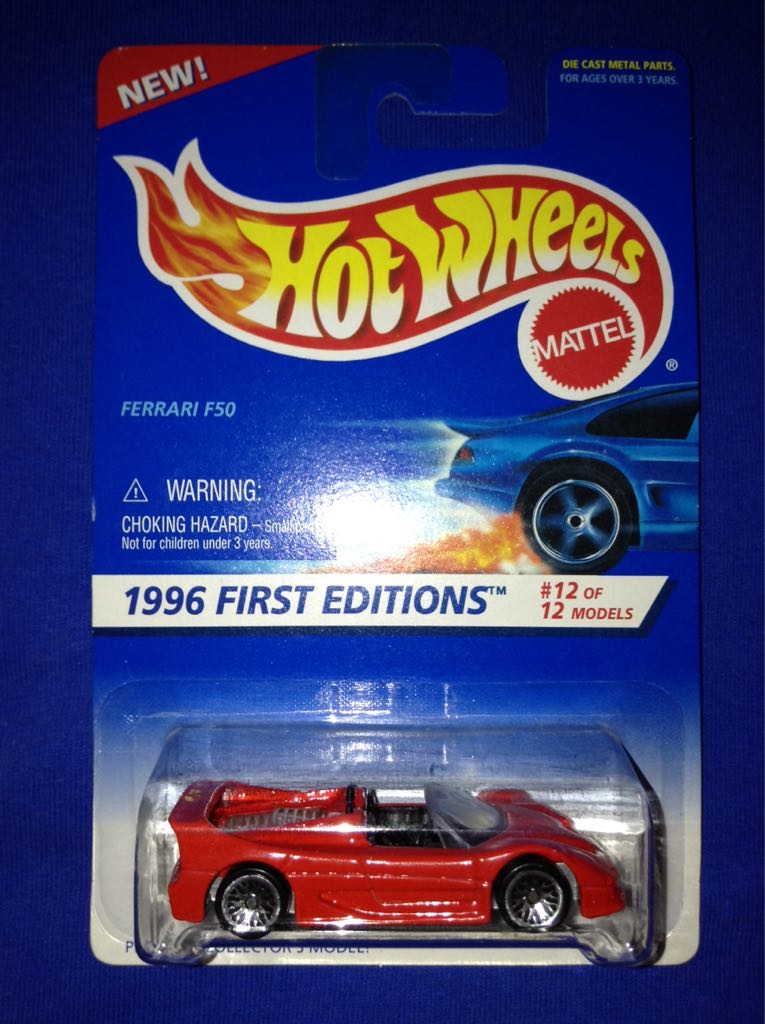 NEW!
DIE CAST METAL PARTS.
FOR AGES OVER 3 YEARS.
Hot Wheels
MATTEL
®
FERRARI F50
⚠ WARNING:
CHOKING HAZARD –
Not for children under 3 years.
1996 FIRST EDITIONS™
#12 OF
12 MODELS
MODEL!